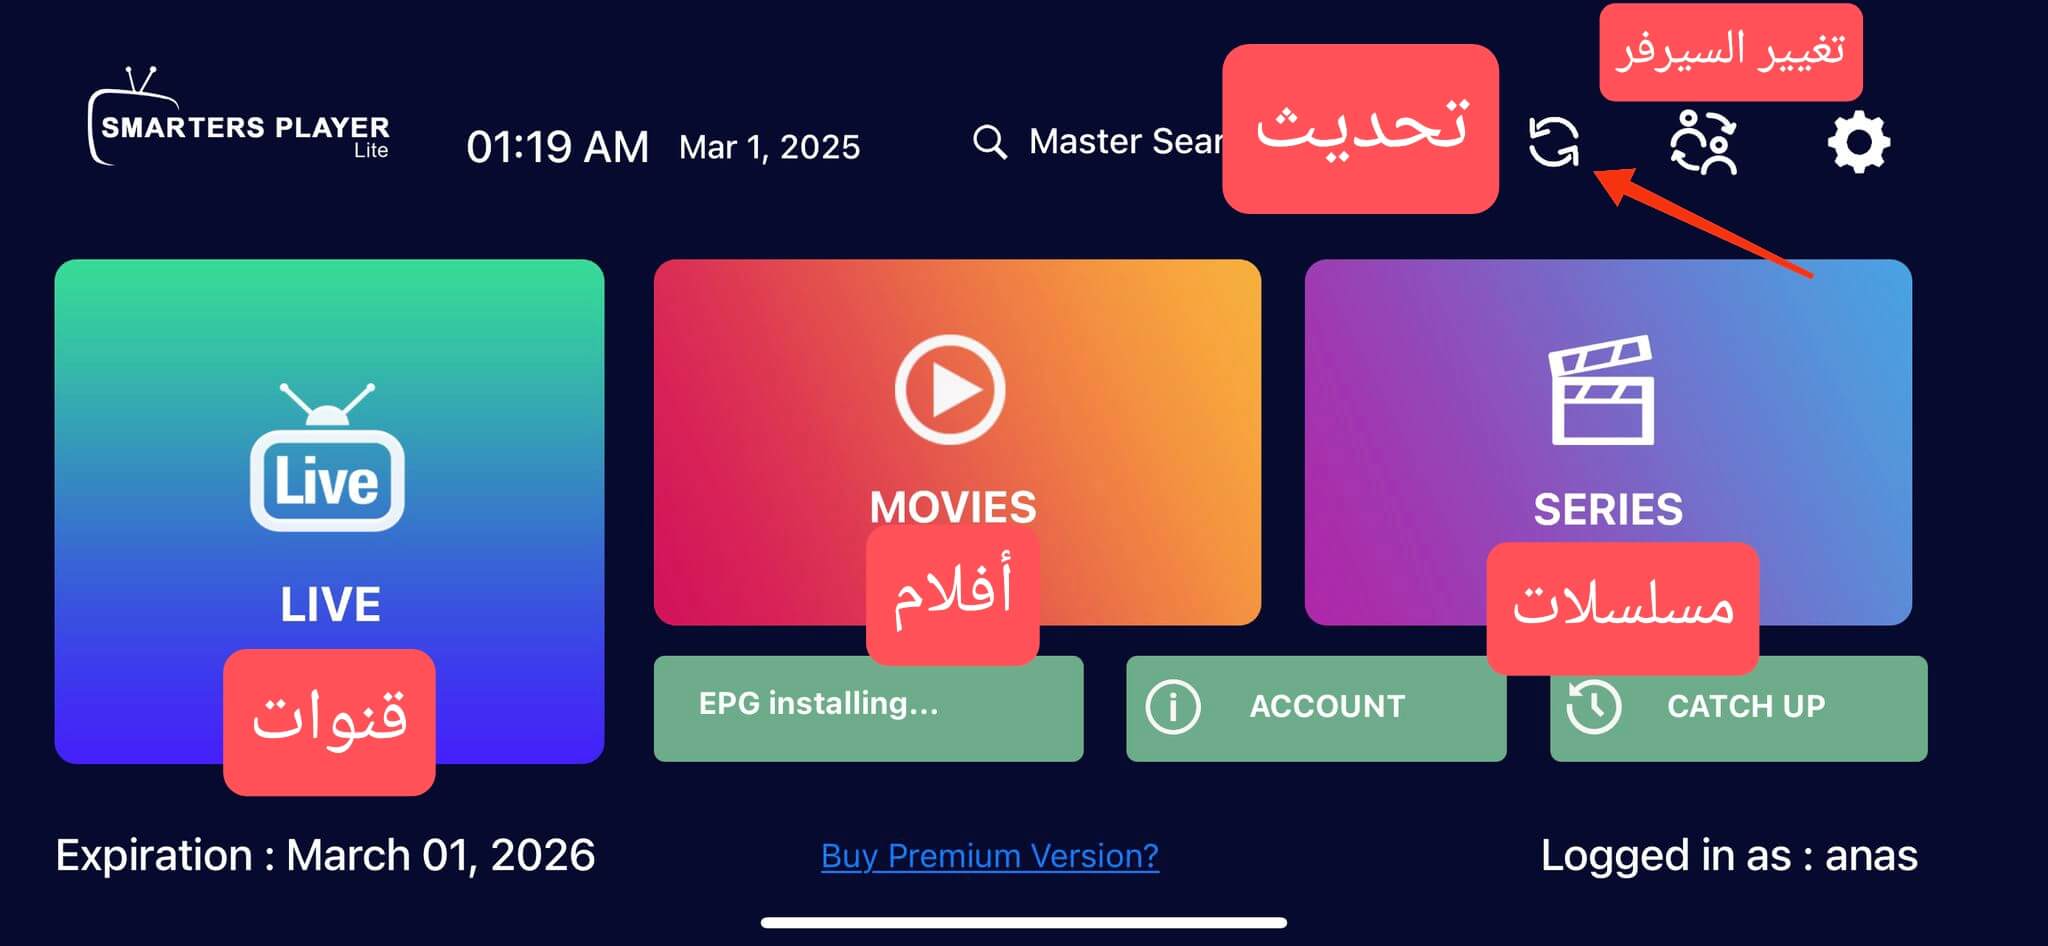 تغيير السيرفر
SMARTERS PLAYER
Lite
01:19 AM Mar 1, 2025
Master Sear
تحديث
Live
LIVE
قنوات
MOVIES
أفلام
SERIES
مسلسلات
EPG installing...
ACCOUNT
CATCH UP
Expiration : March 01, 2026
Buy Premium Version?
Logged in as : anas